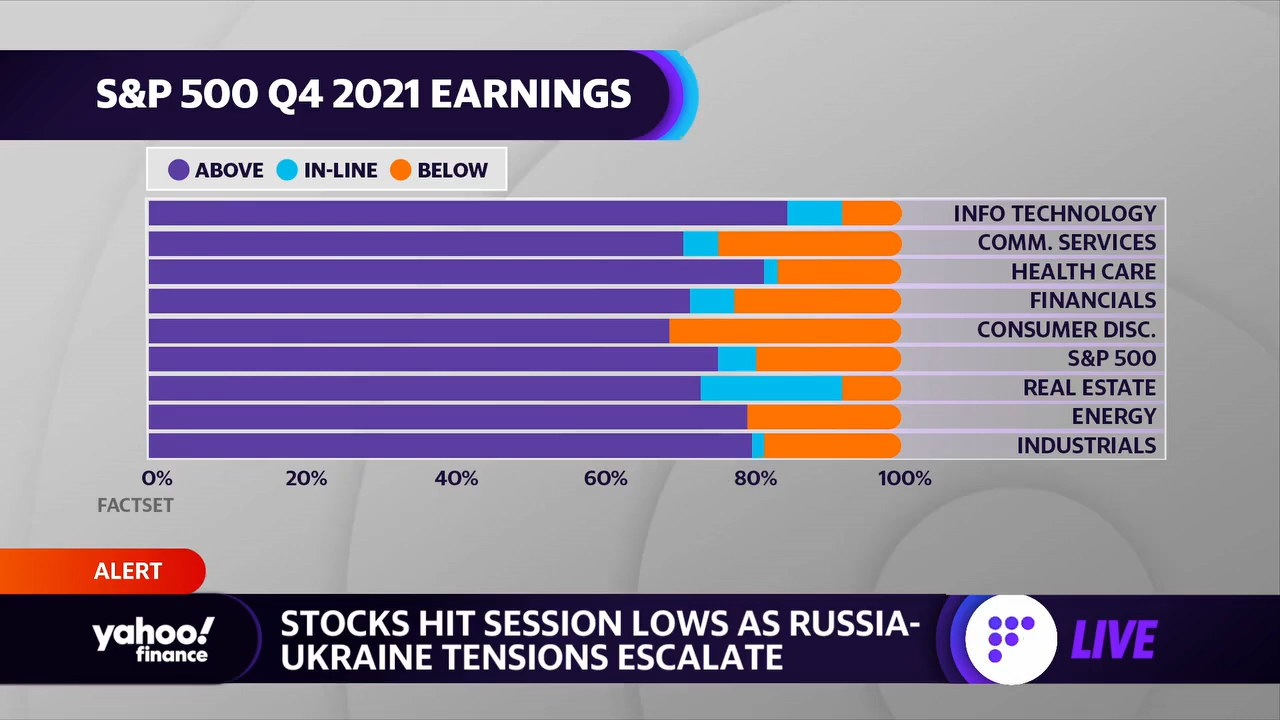 S&P 500 Q4 2021 EARNINGS
ABOVE IN-LINE BELOW
INFO TECHNOLOGY
COMM. SERVICES
HEALTH CARE
FINANCIALS
CONSUMER DISC.
S&P 500
REAL ESTATE
ENERGY
INDUSTRIALS
0% 20% 40% 60% 80% 100%
FACTSET
ALERT
yahoo!
finance
STOCKS HIT SESSION LOWS AS RUSSIA-
UKRAINE TENSIONS ESCALATE
LIVE